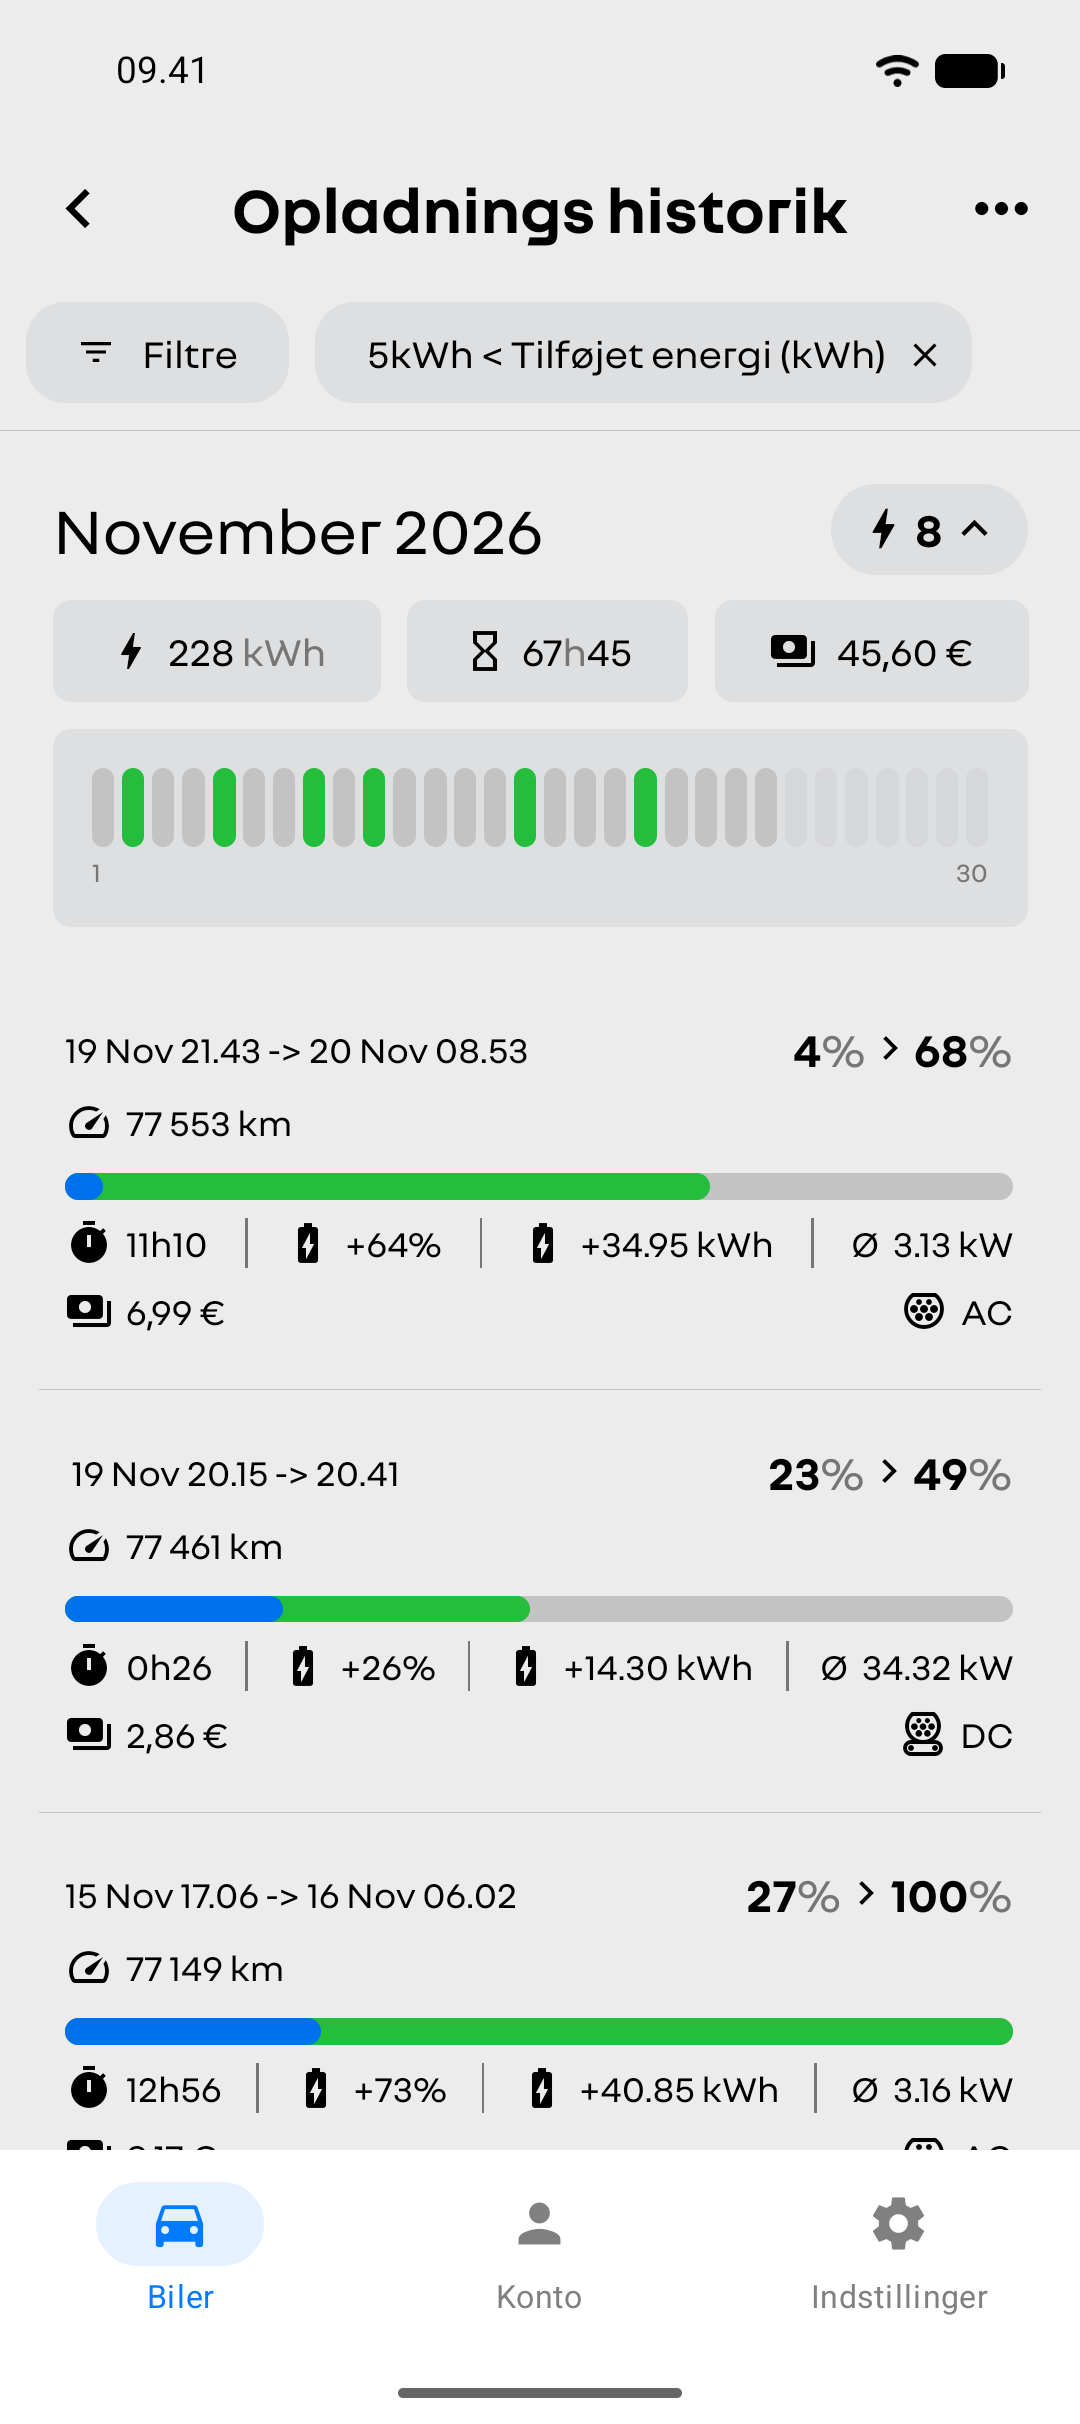 09.41
Opladnings historik
Filtre
5kWh < Tilføjet energi (kWh)
November 2026
8
228 kWh
67h45
45,60 €
1
30
19 Nov 21.43 -> 20 Nov 08.53
4% > 68%
77 553 km
11h10
+64%
+34.95 kWh
Ø 3.13 kW
6,99 €
AC
19 Nov 20.15 -> 20.41
23% > 49%
77 461 km
0h26
+26%
+14.30 kWh
Ø 34.32 kW
2,86 €
DC
15 Nov 17.06 -> 16 Nov 06.02
27% > 100%
77 149 km
12h56
+73%
+40.85 kWh
Ø 3.16 kW
Biler
Konto
Indstillinger